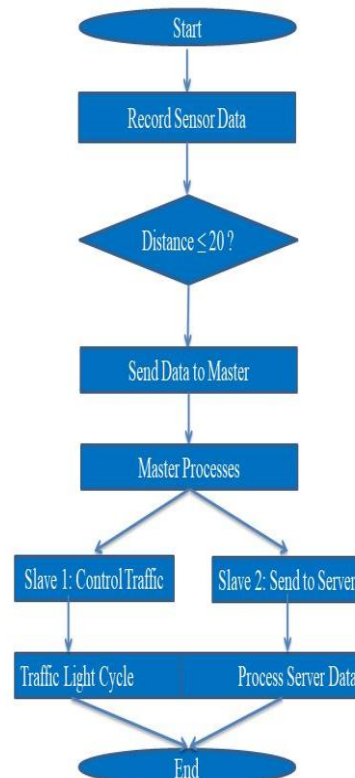 Start
Record Sensor Data
Distance ≤ 20 ?
Send Data to Master
Master Processes
Slave 1: Control Traffic
Slave 2: Send to Server
Traffic Light Cycle
Process Server Data
End